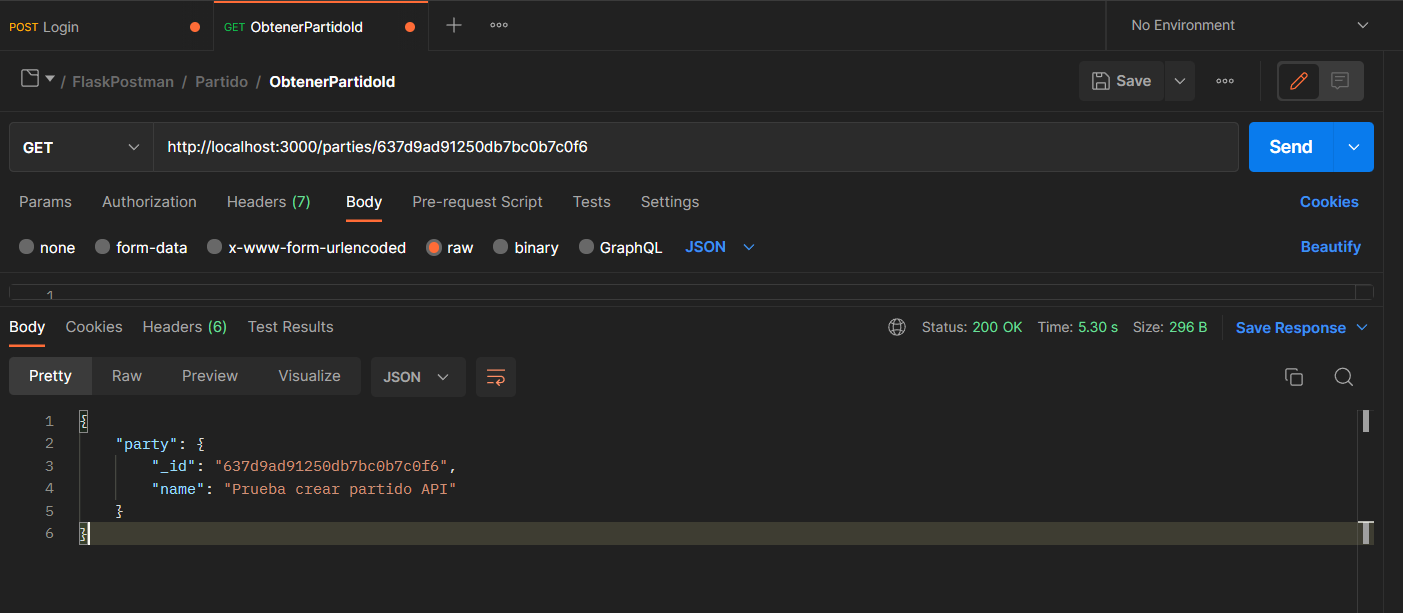 POST Login
GET ObtenerPartidoId
No Environment
/ FlaskPostman / Partido / ObtenerPartidoId
Save
GET
http://localhost:3000/parties/637d9ad91250db7bc0b7c0f6
Send
Params Authorization Headers (7) Body Pre-request Script Tests Settings Cookies
none form-data x-www-form-urlencoded raw binary GraphQL JSON Beautify
1
Body Cookies Headers (6) Test Results Status: 200 OK Time: 5.30 s Size: 296 B Save Response
Pretty Raw Preview Visualize JSON
1 {
2 "party": {
3 "_id": "637d9ad91250db7bc0b7c0f6",
4 "name": "Prueba crear partido API"
5 }
6 }